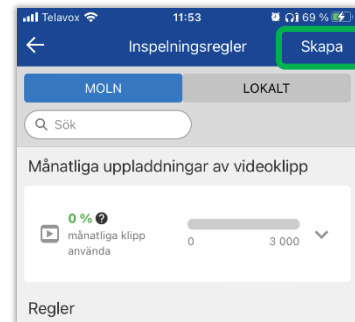 Telavox 11:53 69 %
Inspelningsregler Skapa
MOLN LOKALT
Sök
Månatliga uppladdningar av videoklipp
0 % ?
månatliga klipp
använda
0 3 000
Regler